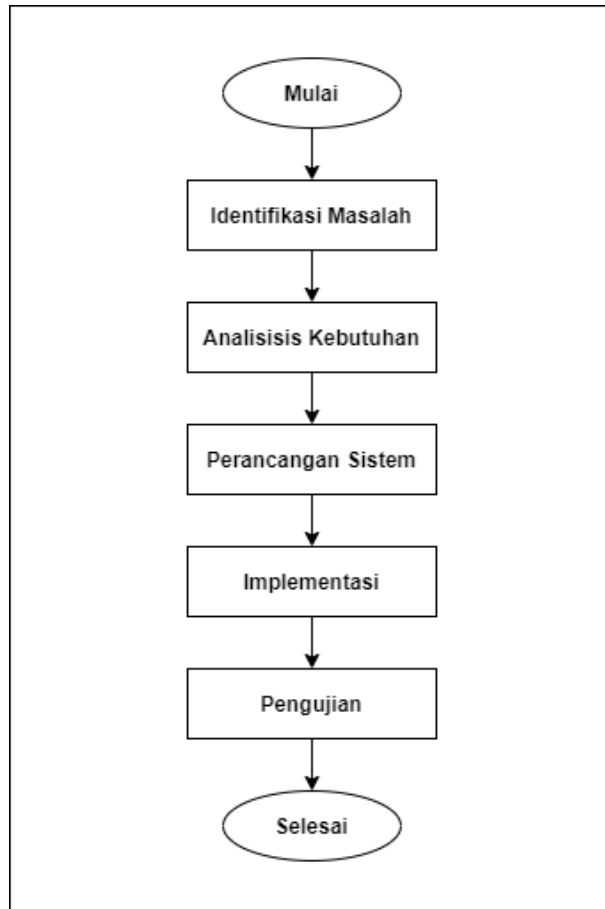 Mulai
Identifikasi Masalah
Analisisis Kebutuhan
Perancangan Sistem
Implementasi
Pengujian
Selesai